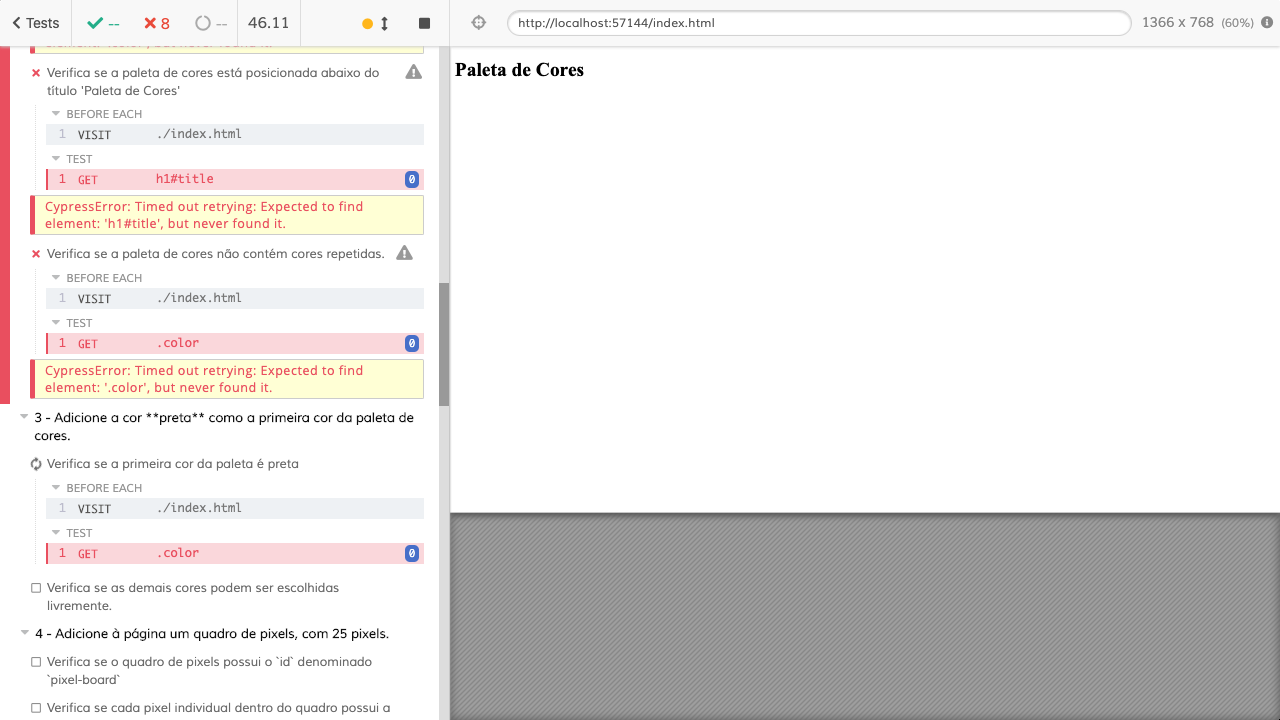 Tests
--
8
--
46.11
http://localhost:57144/index.html
1366 x 768 (60%)
element: '.color', but never found it.
Verifica se a paleta de cores está posicionada abaixo do
título 'Paleta de Cores'
BEFORE EACH
1 VISIT ./index.html
TEST
1 GET h1#title 0
CypressError: Timed out retrying: Expected to find
element: 'h1#title', but never found it.
Verifica se a paleta de cores não contém cores repetidas.
BEFORE EACH
1 VISIT ./index.html
TEST
1 GET .color 0
CypressError: Timed out retrying: Expected to find
element: '.color', but never found it.
3 - Adicione a cor **preta** como a primeira cor da paleta de
cores.
Verifica se a primeira cor da paleta é preta
BEFORE EACH
1 VISIT ./index.html
TEST
1 GET .color 0
Verifica se as demais cores podem ser escolhidas
livremente.
4 - Adicione à página um quadro de pixels, com 25 pixels.
Verifica se o quadro de pixels possui o `id` denominado
`pixel-board`
Verifica se cada pixel individual dentro do quadro possui a
Paleta de Cores